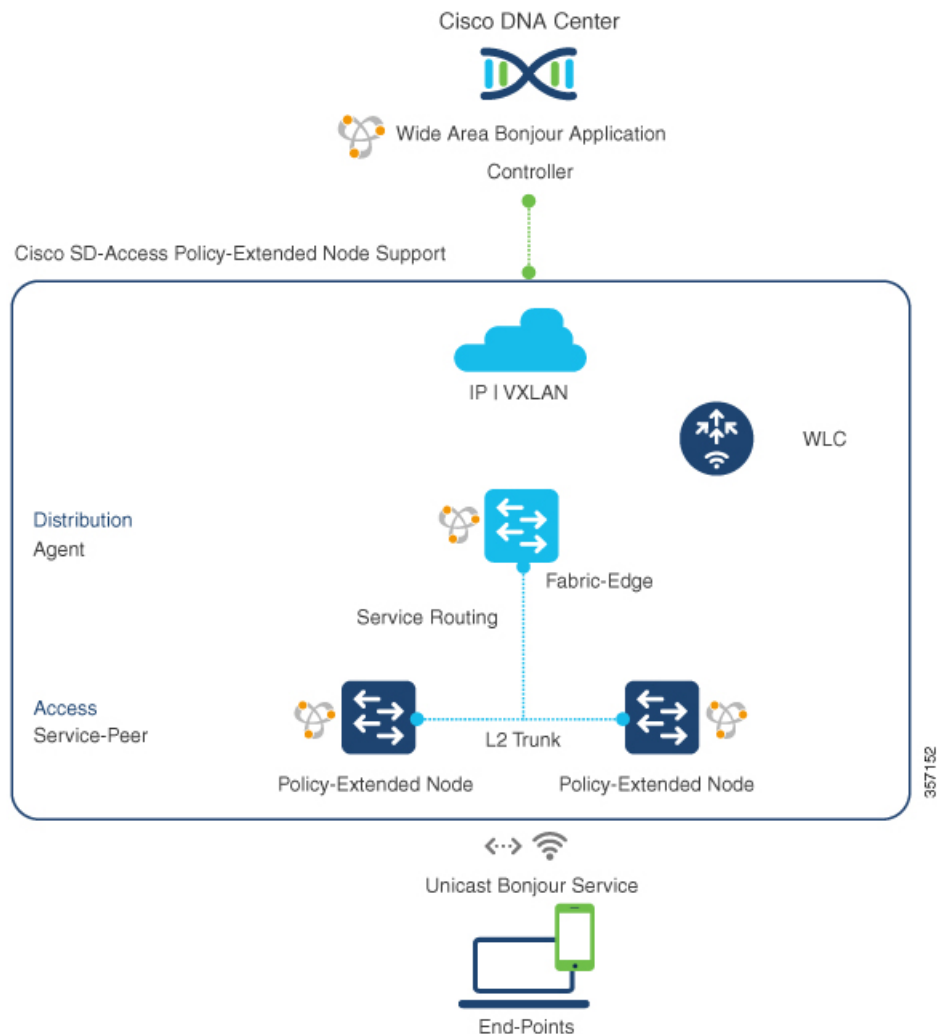 Cisco DNA Center
Wide Area Bonjour Application
Controller
Cisco SD-Access Policy-Extended Node Support
IP | VXLAN
WLC
Distribution
Agent
Fabric-Edge
Service Routing
Access
Service-Peer
L2 Trunk
Policy-Extended Node
Policy-Extended Node
357152
Unicast Bonjour Service
End-Points